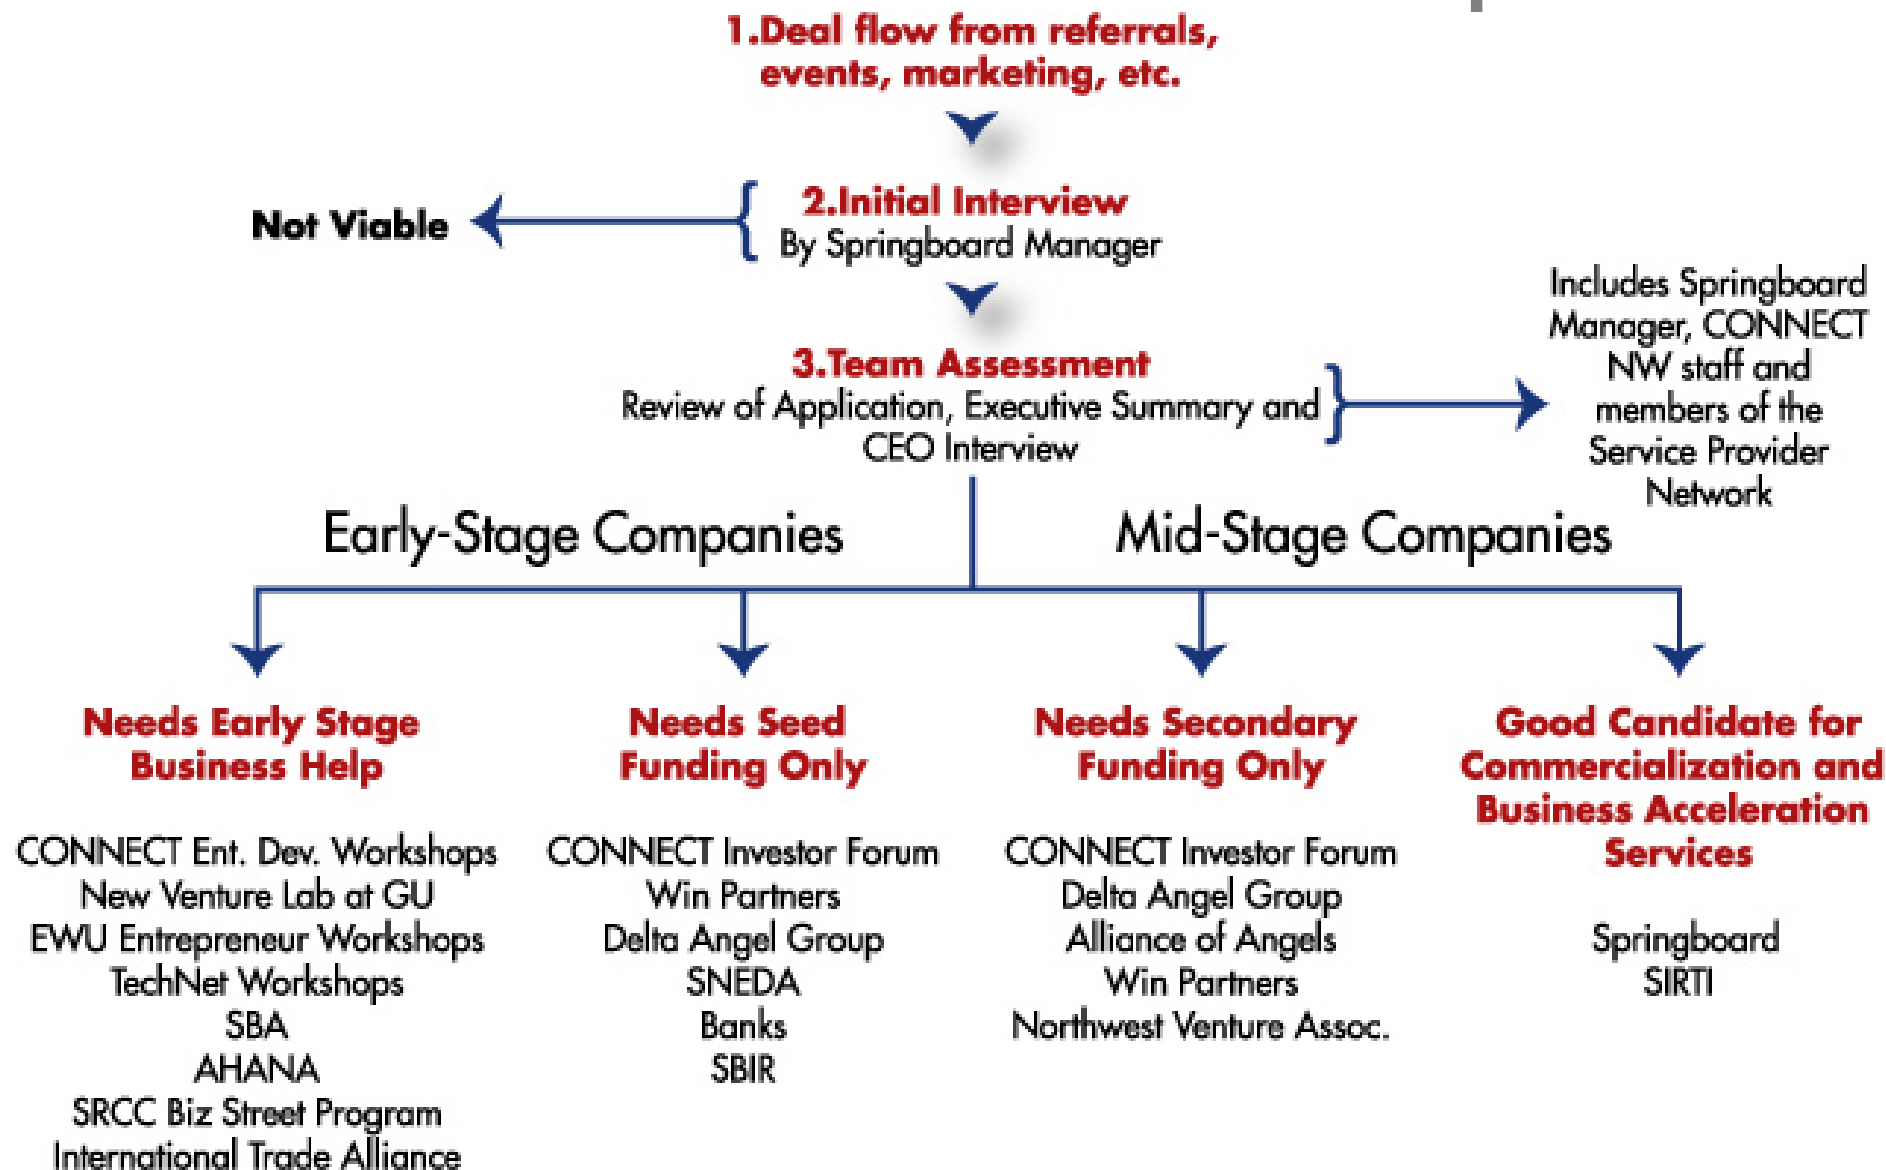 1.Deal flow from referrals,
events, marketing, etc.
Not Viable
2.Initial Interview
By Springboard Manager
3.Team Assessment
Review of Application, Executive Summary and
CEO Interview
Includes Springboard
Manager, CONNECT
NW staff and
members of the
Service Provider
Network
Early-Stage Companies
Mid-Stage Companies
Needs Early Stage
Business Help
CONNECT Ent. Dev. Workshops
New Venture Lab at GU
EWU Entrepreneur Workshops
TechNet Workshops
SBA
AHANA
SRCC Biz Street Program
International Trade Alliance
Needs Seed
Funding Only
CONNECT Investor Forum
Win Partners
Delta Angel Group
SNEDA
Banks
SBIR
Needs Secondary
Funding Only
CONNECT Investor Forum
Delta Angel Group
Alliance of Angels
Win Partners
Northwest Venture Assoc.
Good Candidate for
Commercialization and
Business Acceleration
Services
Springboard
SIRTI